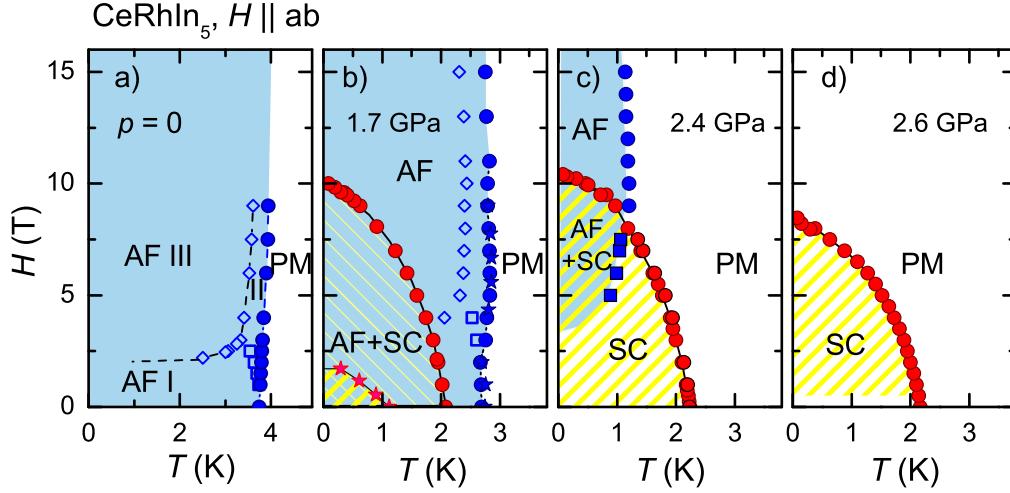 CeRhIn₅, H || ab
a)
p = 0
AF III
II
AF I
PM
b)
1.7 GPa
AF
AF+SC
PM
c)
2.4 GPa
AF
AF
+SC
SC
PM
d)
2.6 GPa
SC
PM
H (T)
15
10
5
0
0 2 4
0 1 2 3
0 1 2 3
0 1 2 3
T (K) T (K) T (K) T (K)